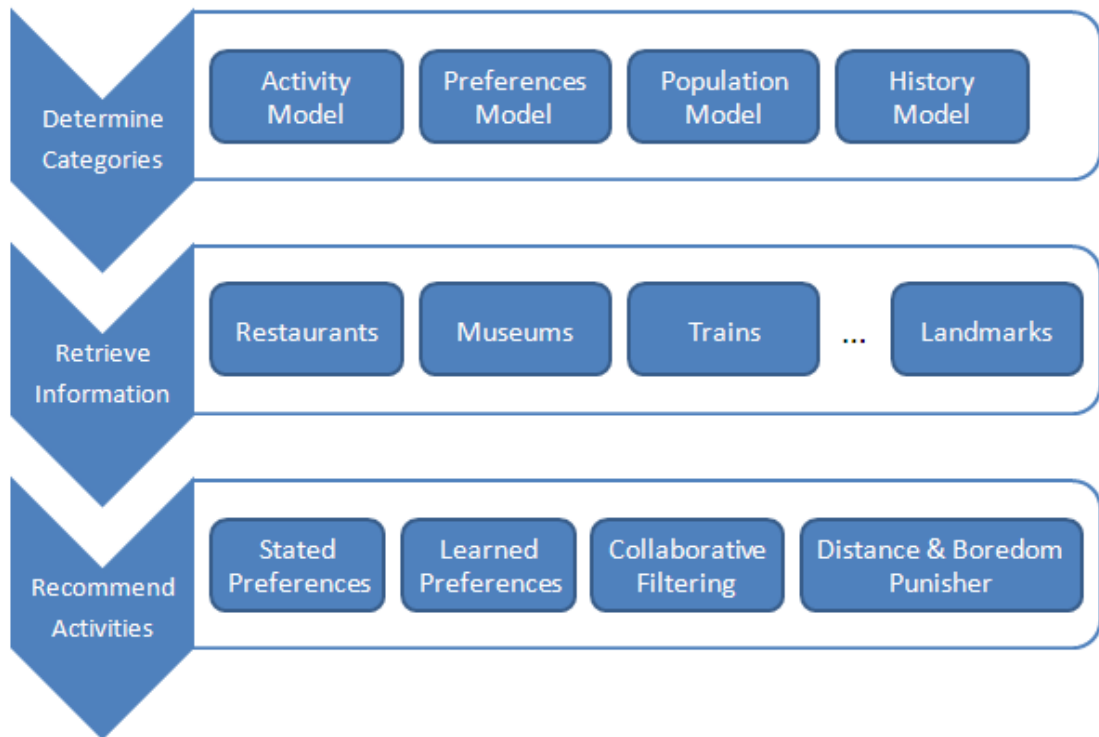 Determine
Categories
Activity
Model
Preferences
Model
Population
Model
History
Model
Retrieve
Information
Restaurants
Museums
Trains
...
Landmarks
Recommend
Activities
Stated
Preferences
Learned
Preferences
Collaborative
Filtering
Distance & Boredom
Punisher